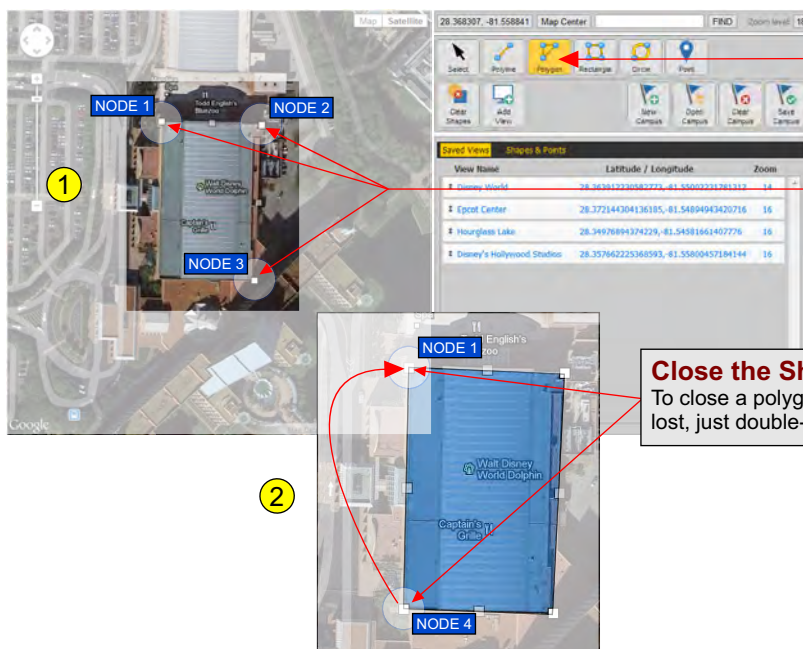 Map Satellite
28.368307, -81.558841 Map Center FIND Zoom level
Select Polyline Polygon Rectangle Circle Point
Clear Shapes Add View New Campus Open Campus Clear Campus Save Campus
Saved Views Shapes & Points
View Name Latitude / Longitude Zoom
Disney World 14
Epcot Center 28.372144304136185,-81.54894943420716 16
Hourglass Lake 28.34976894374229,-81.54581661407776 16
Disney's Hollywood Studios 28.357662225368593,-81.55800457184144 16
NODE 1
NODE 2
Todd English's
Bluezoo
1
Walt Disney
World Dolphin
Captain's
Grille
NODE 3
Google
English's
NODE 1
Close the Sh
To close a polyg
lost, just double-
Walt Disney
World Dolphin
2
Captain's
Grille
NODE 4